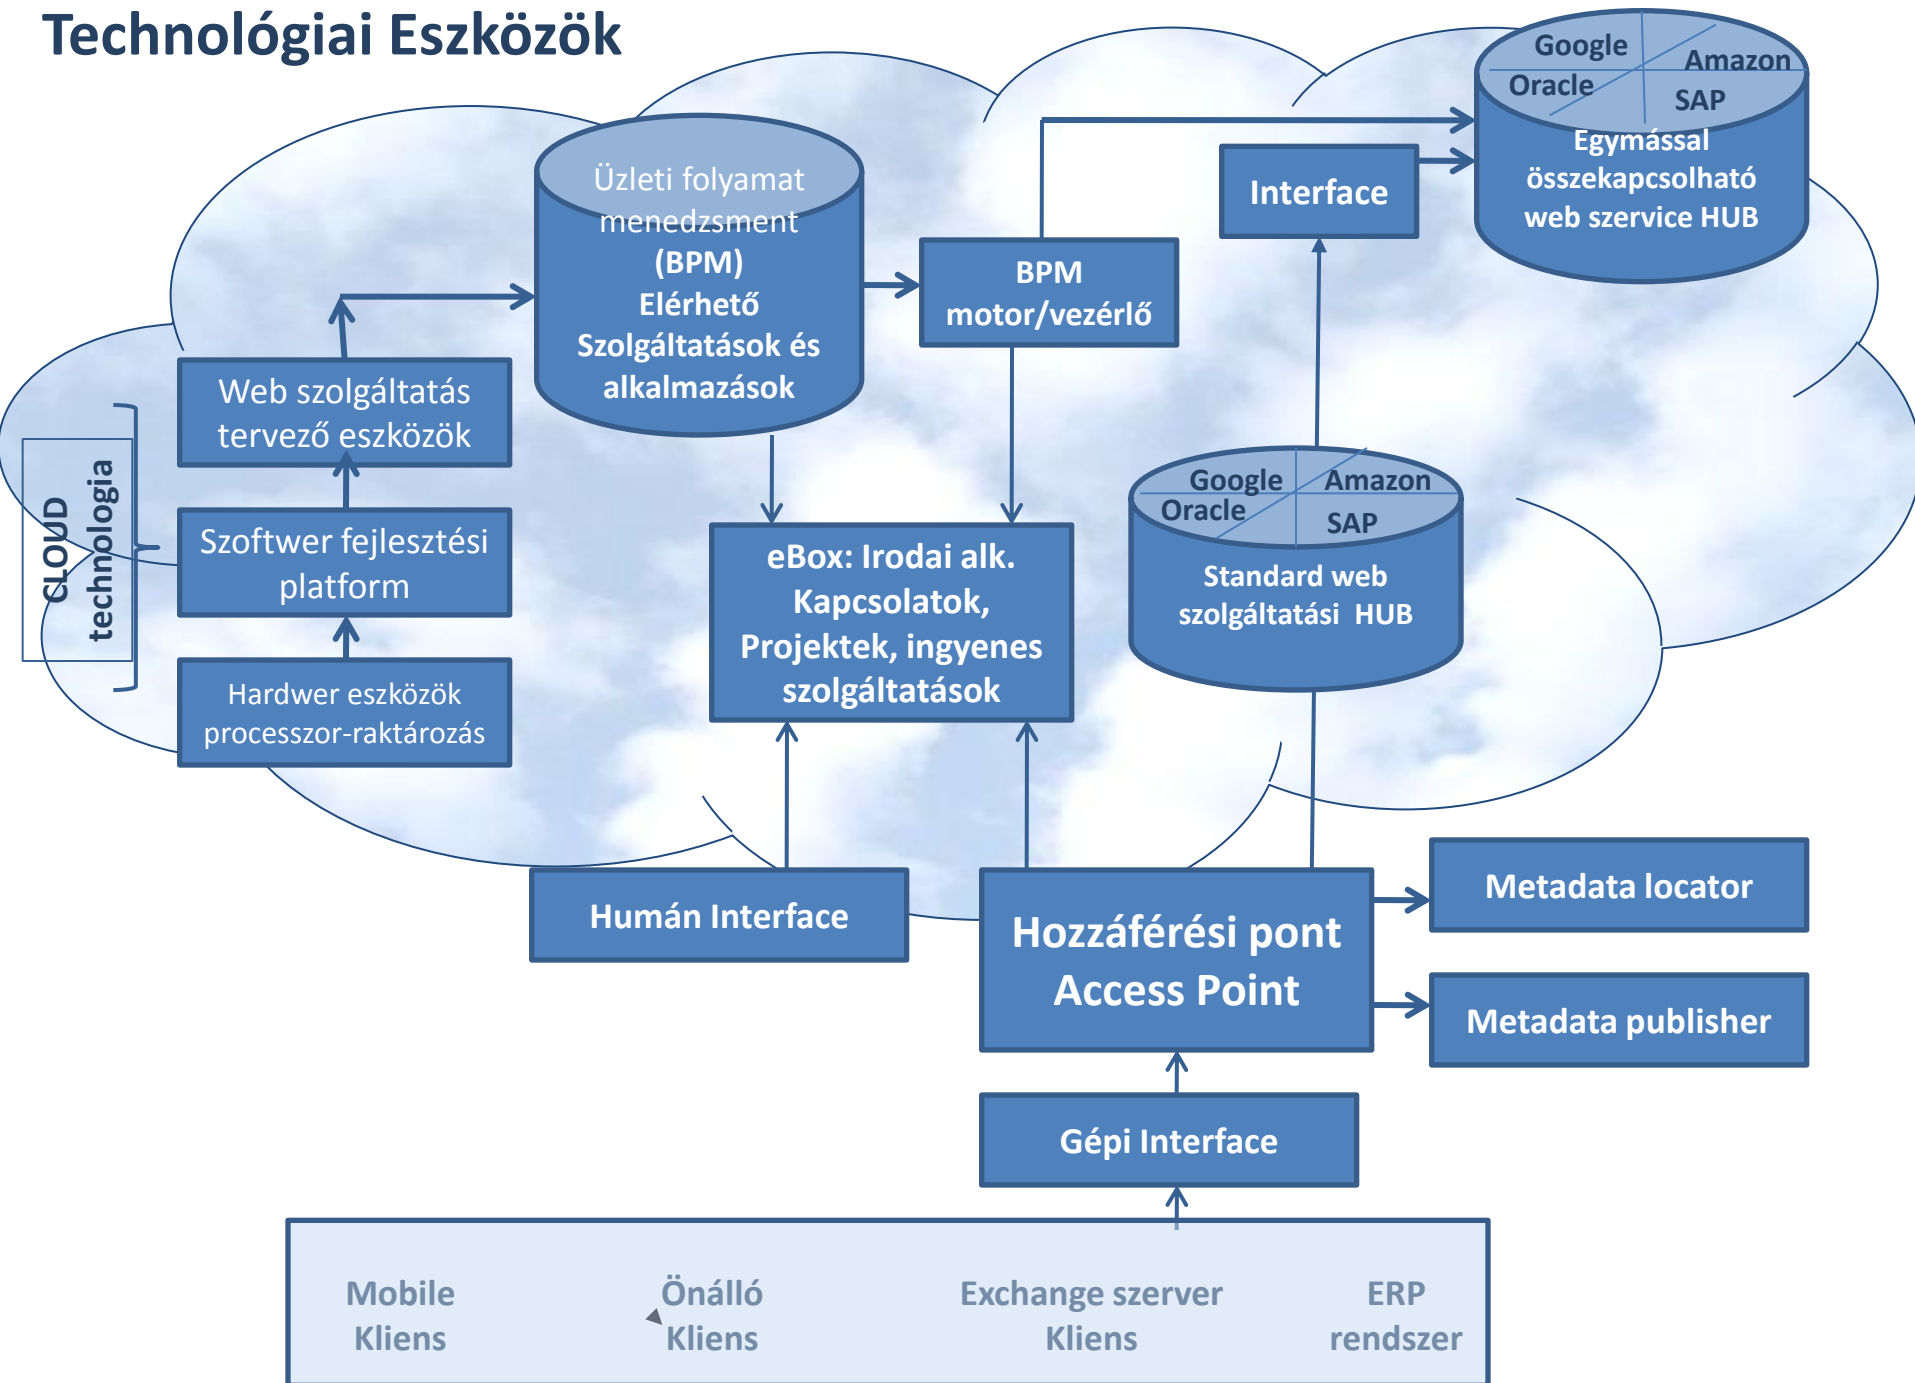 Technológiai Eszközök
Google
Amazon
Oracle
SAP
Egymással
összekapcsolható
web szervice HUB
Interface
Üzleti folyamat
menedzsment
(BPM)
Elérhető
Szolgáltatások és
alkalmazások
BPM
motor/vezérlő
Web szolgáltatás
tervező eszközök
CLOUD
technologia
Szoftwer fejlesztési
platform
Hardwer eszközök
processzor-raktározás
eBox: Irodai alk.
Kapcsolatok,
Projektek, ingyenes
szolgáltatások
Google
Amazon
Oracle
SAP
Standard web
szolgáltatási  HUB
Humán Interface
Hozzáférési pont
Access Point
Metadata locator
Metadata publisher
Gépi Interface
Mobile
Kliens
Önálló
Kliens
Exchange szerver
Kliens
ERP
rendszer